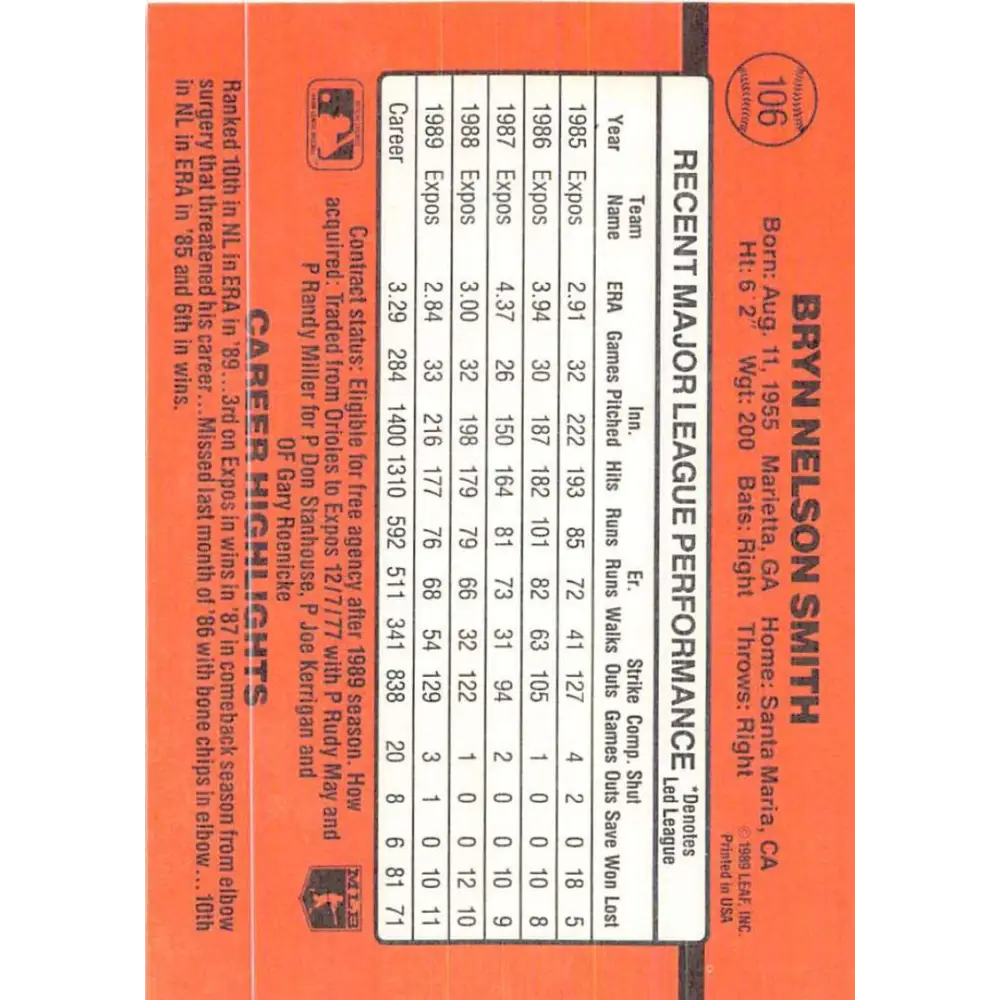 106
BRYN NELSON SMITH
Born: Aug. 11, 1955 Marietta, GA Home: Santa Maria, CA
Ht: 6' 2" Wgt: 200 Bats: Right Throws: Right
© 1989 LEAF, INC.
Printed in USA
RECENT MAJOR LEAGUE PERFORMANCE *Denotes
Led League
Team Inn. Er. Strike Comp. Shut
Year Name ERA Games Pitched Hits Runs Runs Walks Outs Games Outs Save Won Lost
1985 Expos 2.91 32 222 193 85 72 41 127 4 2 0 18 5
1986 Expos 3.94 30 187 182 101 82 63 105 1 0 0 10 8
1987 Expos 4.37 26 150 164 81 73 31 94 2 0 0 10 9
1988 Expos 3.00 32 198 179 79 66 32 122 1 0 0 12 10
1989 Expos 2.84 33 216 177 76 68 54 129 3 1 0 10 11
Career 3.29 284 1400 1310 592 511 341 838 20 8 6 81 71
Contract status: Eligible for free agency after 1989 season. How
acquired: Traded from Orioles to Expos 12/7/77 with P Rudy May and
P Randy Miller for P Don Stanhouse, P Joe Kerrigan and
OF Gary Roenicke
MLB
CAREER HIGHLIGHTS
Ranked 10th in NL in ERA in '89...3rd on Expos in wins in '87 in comeback season from elbow
surgery that threatened his career...Missed last month of '86 with bone chips in elbow...10th
in NL in ERA in '85 and 6th in wins.